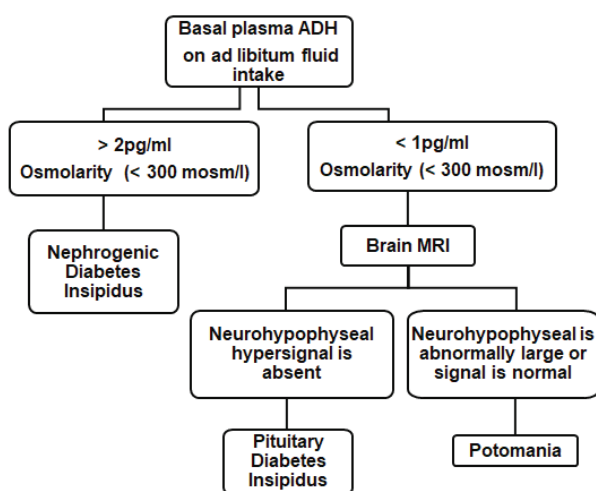 Basal plasma ADH
on ad libitum fluid
intake
> 2pg/ml
Osmolarity (< 300 mosm/l)
< 1pg/ml
Osmolarity (< 300 mosm/l)
Nephrogenic
Diabetes
Insipidus
Brain MRI
Neurohypophyseal
hypersignal is
absent
Neurohypophyseal is
abnormally large or
signal is normal
Pituitary
Diabetes
Insipidus
Potomania